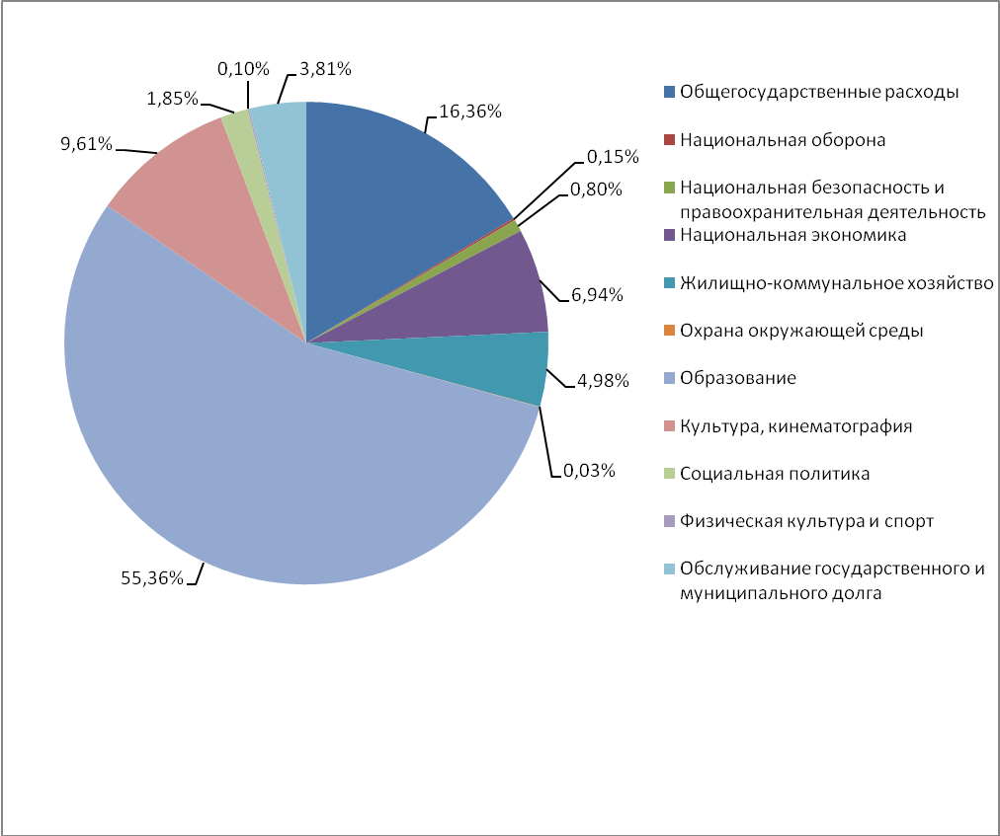 0,10%
3,81%
1,85%
16,36%
9,61%
0,15%
0,80%
6,94%
4,98%
0,03%
55,36%
Общегосударственные расходы
Национальная оборона
Национальная безопасность и
правоохранительная деятельность
Национальная экономика
Жилищно-коммунальное хозяйство
Охрана окружающей среды
Образование
Культура, кинематография
Социальная политика
Физическая культура и спорт
Обслуживание государственного и
муниципального долга